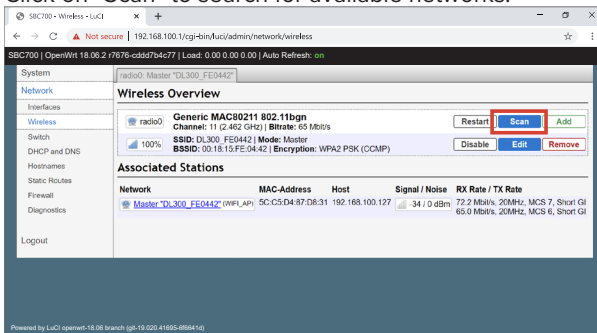 Click on "Scan" to search for available networks.
SBC700 - Wireless - LuCI
Not secure | 192.168.100.1/cgi-bin/luci/admin/network/wireless
SBC700 | OpenWrt 18.06.2 r7676-cddd7b4c77 | Load: 0.00 0.00 0.00 | Auto Refresh: on
System
radio0: Master "DL300_FE0442"
Network
Wireless Overview
Interfaces
Wireless
Switch
DHCP and DNS
Hostnames
Static Routes
Firewall
Diagnostics
Logout
radio0
Generic MAC80211 802.11bgn
Channel: 11 (2.462 GHz) | Bitrate: 65 Mbit/s
Restart Scan Add
100%
SSID: DL300_FE0442 | Mode: Master
BSSID: 00:18:15:FE:04:42 | Encryption: WPA2 PSK (CCMP)
Disable Edit Remove
Associated Stations
Network MAC-Address Host Signal / Noise RX Rate / TX Rate
Master "DL300_FE0442" (WIFI_AP) 5C:C5:D4:87:D8:31 192.168.100.127 -34 / 0 dBm 72.2 Mbit/s, 20MHz, MCS 7, Short GI
65.0 Mbit/s, 20MHz, MCS 6, Short GI
Powered by LuCI openwrt-18.06 branch (git-19.020.41695-6f6641d)